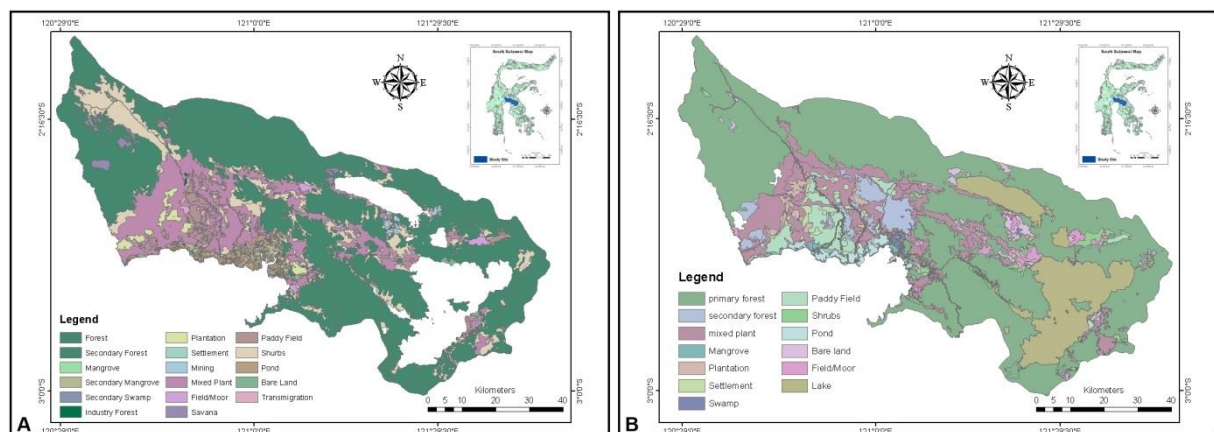 120°29'0"E
121°0'0"E
121°29'30"E
2°16'30"S
3°0'0"S
N
W
E
S
South Sulawesi Map
Study Site
Legend
Forest
Secondary Forest
Mangrove
Secondary Mangrove
Secondary Swamp
Industry Forest
Plantation
Settlement
Mining
Mixed Plant
Field/Moor
Savana
Paddy Field
Shurbs
Pond
Bare Land
Transmigration
Kilometers
0 5 10 20 30 40
2°16'30"S
3°0'0"S
A
120°29'0"E
121°0'0"E
121°29'30"E
120°29'0"E
121°0'0"E
121°29'30"E
2°16'30"S
3°0'0"S
N
W
E
S
South Sulawesi Map
Study Site
Legend
primary forest
secondary forest
mixed plant
Mangrove
Plantation
Settlement
Swamp
Paddy Field
Shrubs
Pond
Bare land
Field/Moor
Lake
Kilometers
0 5 10 20 30 40
2°16'30"S
3°0'0"S
B
120°29'0"E
121°0'0"E
121°29'30"E